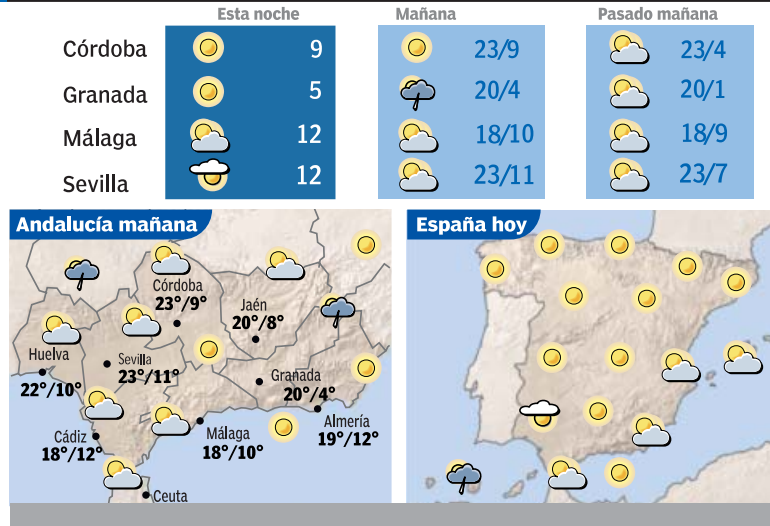 Esta noche Mañana Pasado mañana
Córdoba 9 23/9 23/4
Granada 5 20/4 20/1
Málaga 12 18/10 18/9
Sevilla 12 23/11 23/7
Andalucía mañana
Córdoba
23°/9°
Jaén
20°/8°
Huelva
22°/10°
Sevilla
23°/11°
Granada
20°/4°
Cádiz
18°/12°
Málaga
18°/10°
Almería
19°/12°
Ceuta
España hoy